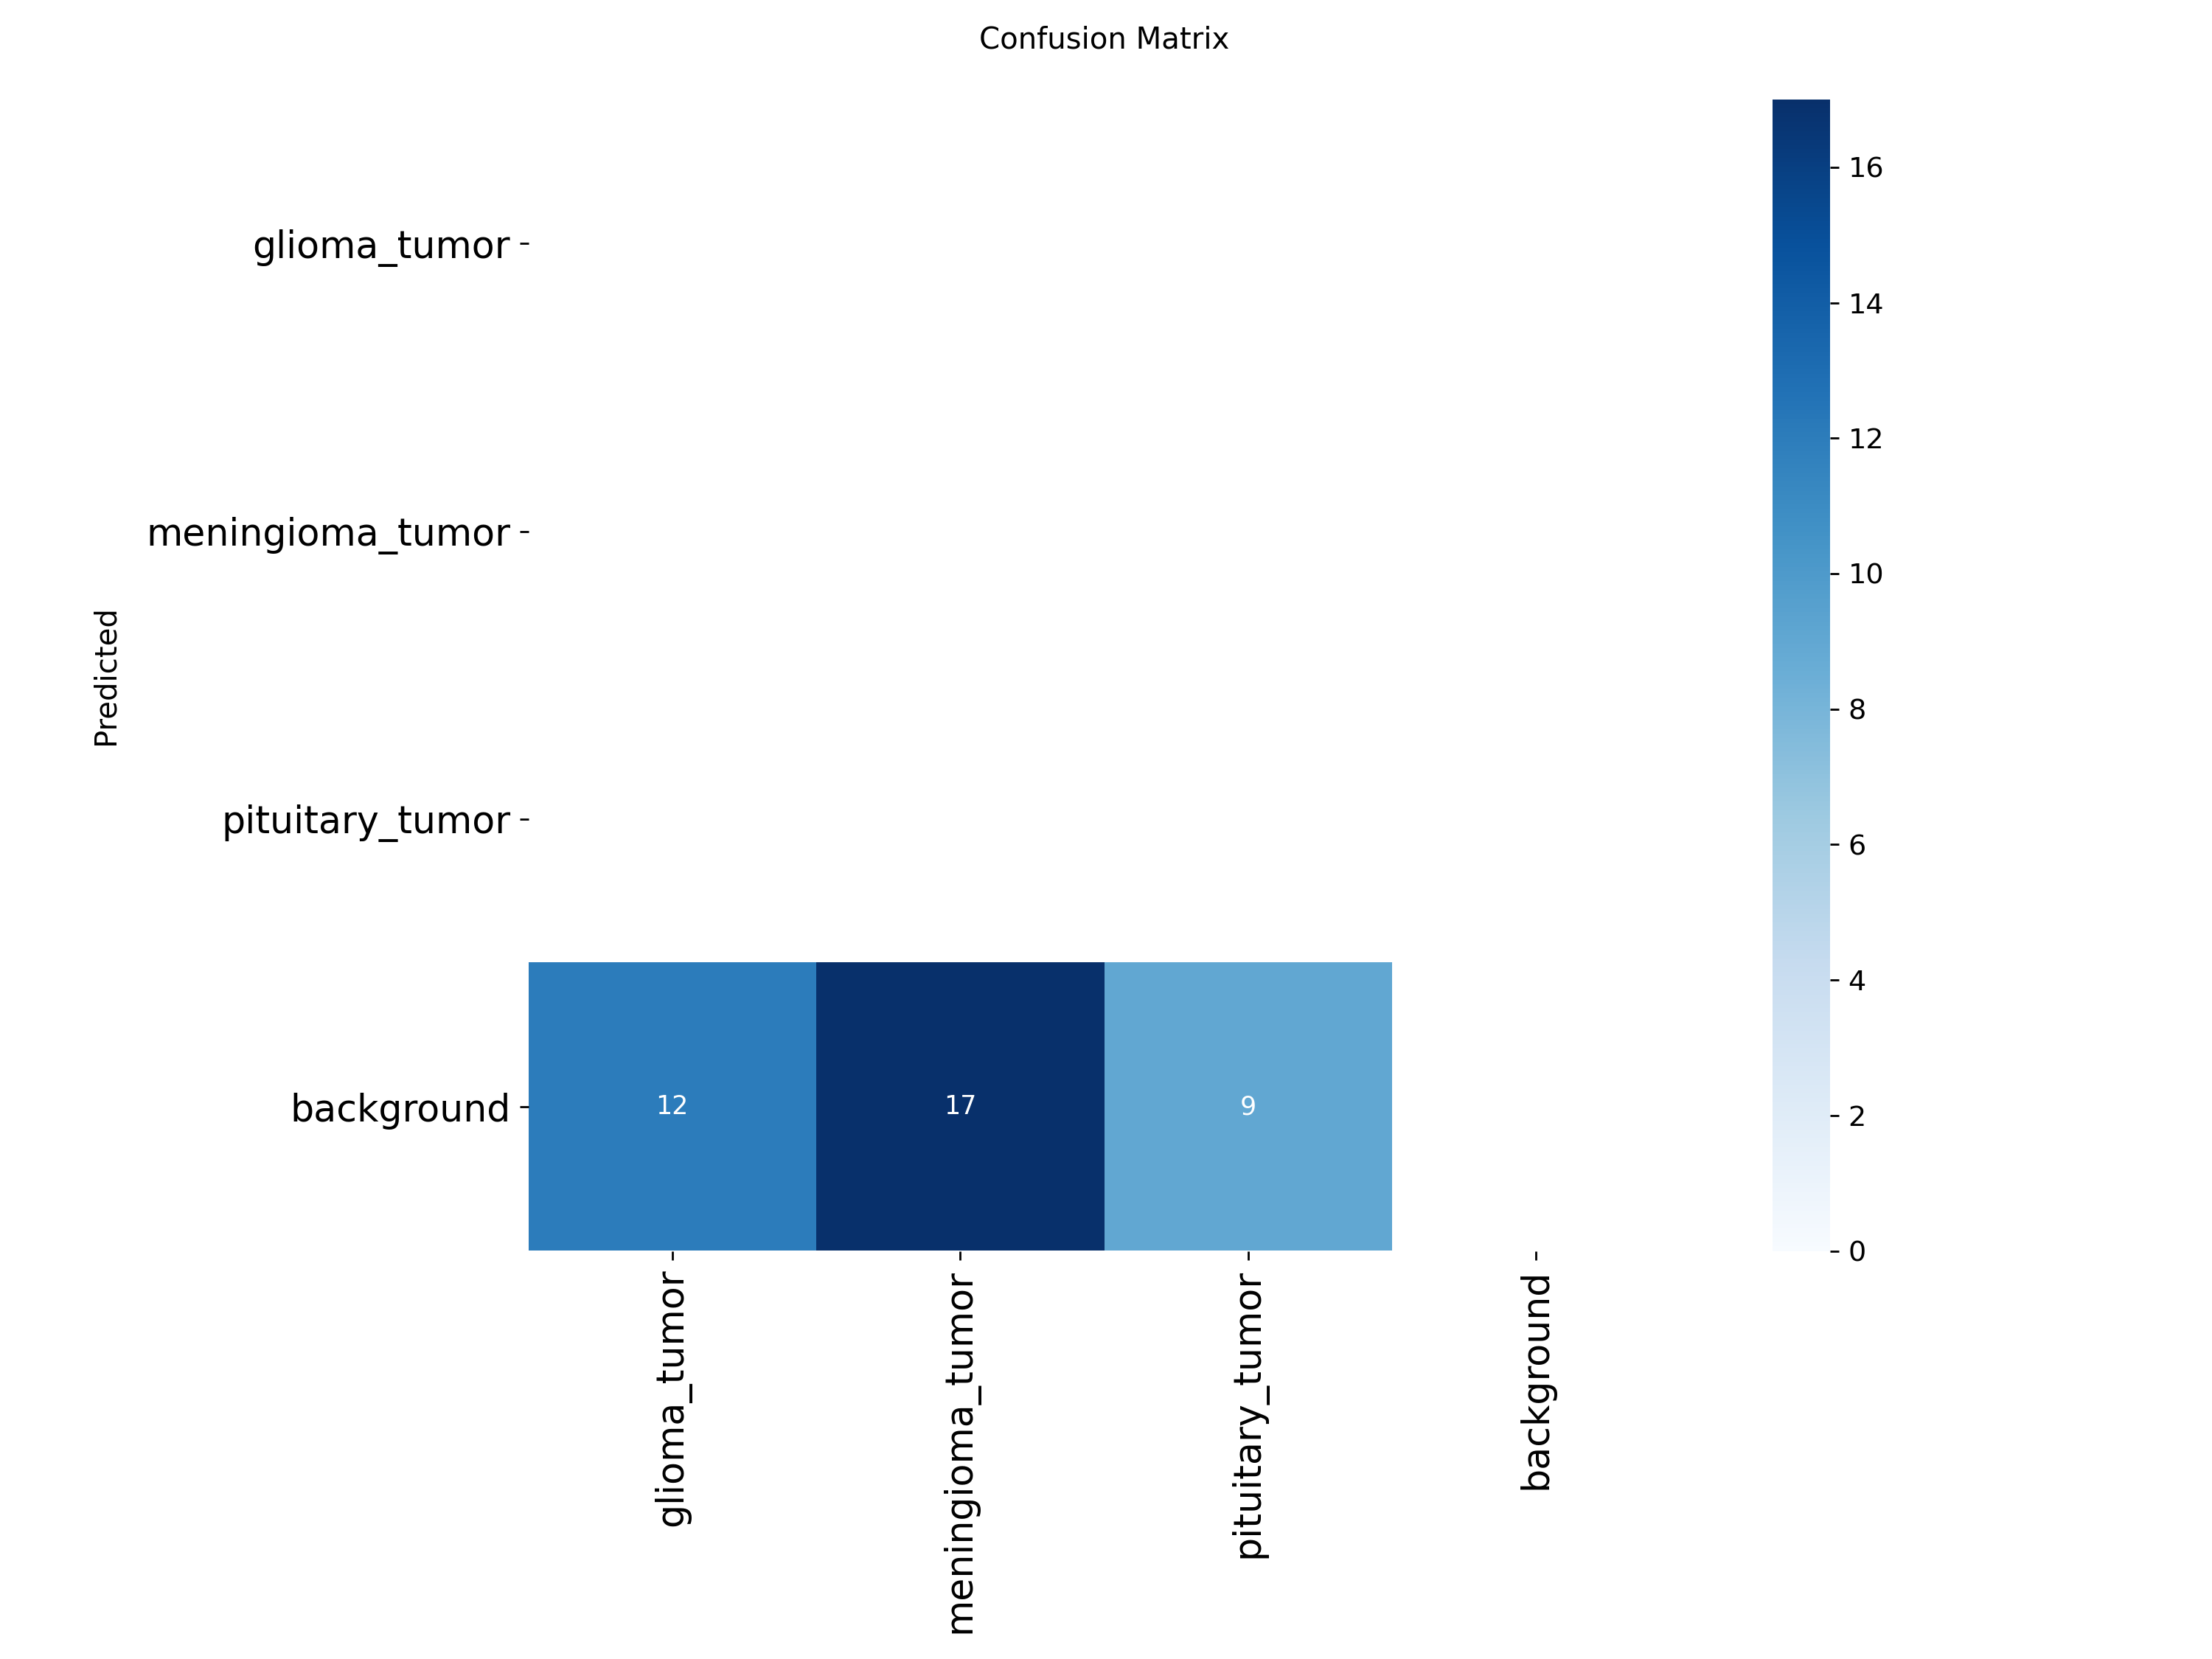 Confusion Matrix
glioma_tumor
meningioma_tumor
pituitary_tumor
background
Predicted
12
17
9
glioma_tumor
meningioma_tumor
pituitary_tumor
background
16
14
12
10
8
6
4
2
0